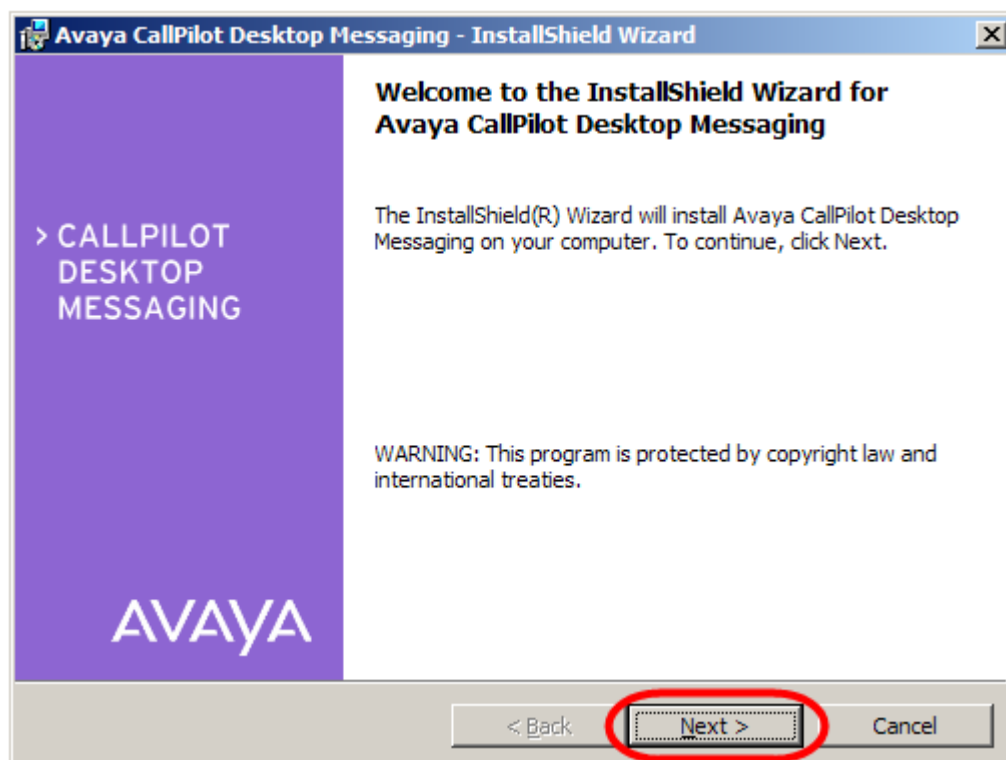 Avaya CallPilot Desktop Messaging - InstallShield Wizard
Welcome to the InstallShield Wizard for
Avaya CallPilot Desktop Messaging
The InstallShield(R) Wizard will install Avaya CallPilot Desktop
Messaging on your computer. To continue, click Next.
> CALLPILOT
DESKTOP
MESSAGING
WARNING: This program is protected by copyright law and
international treaties.
AVAYA
< Back
Next >
Cancel